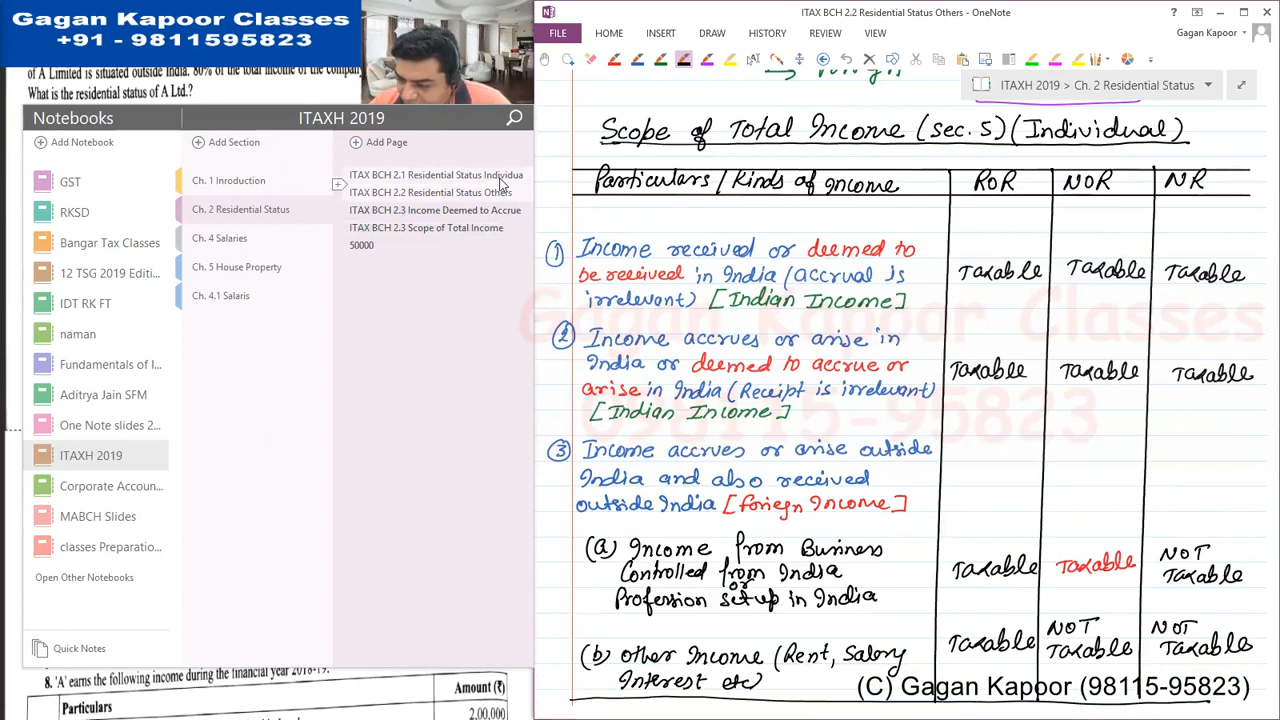 Gagan Kapoor Classes
+91 - 9811595823
of A Limited is situated outside India. 80% of the total income of the company
What is the residential status of A Ltd.?
Notebooks
ITAXH 2019
Add Notebook
Add Section
Add Page
GST
RKSD
Bangar Tax Classes
12 TSG 2019 Editi...
IDT RK FT
naman
Fundamentals of I...
Aditrya Jain SFM
One Note slides 2...
ITAXH 2019
Corporate Accoun...
MABCH Slides
classes Preparatio...
Open Other Notebooks
Quick Notes
Ch. 1 Inroduction
Ch. 2 Residential Status
Ch. 4 Salaries
Ch. 5 House Property
Ch. 4.1 Salaris
ITAX BCH 2.1 Residential Status Individua
ITAX BCH 2.2 Residential Status Others
ITAX BCH 2.3 Income Deemed to Accrue
ITAX BCH 2.3 Scope of Total Income
50000
8. 'A' earns the following income during the financial year 2018-19.
Particulars
Amount (₹)
2,00,000
ITAX BCH 2.2 Residential Status Others - OneNote
FILE HOME INSERT DRAW HISTORY REVIEW VIEW
Gagan Kapoor
ITAXH 2019 > Ch. 2 Residential Status
Scope of Total Income (sec. 5) (Individual)
Particulars / Kinds of Income ROR NOR NR
① Income received or deemed to
be received in India (accrual is Taxable Taxable Taxable
irrelevant) [Indian Income]
② Income accrues or arise in
India or deemed to accrue or Taxable Taxable Taxable
arise in India (Receipt is irrelevant)
[Indian Income]
③ Income accrues or arise outside
India and also received
outside India [foriegn Income]
(a) Income from Business NOT
Controlled from India Taxable Taxable Taxable
or
Profession setup in India
NOT NOT
(b) Other Income (Rent, Salary Taxable Taxable Taxable
Interest etc)
Gagan Kapoor Classes
098115-95823
(C) Gagan Kapoor (98115-95823)